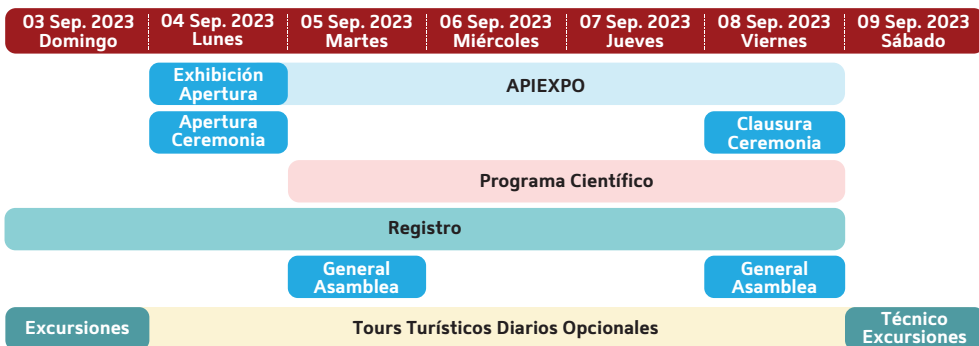 03 Sep. 2023 04 Sep. 2023 05 Sep. 2023 06 Sep. 2023 07 Sep. 2023 08 Sep. 2023 09 Sep. 2023
Domingo Lunes Martes Miércoles Jueves Viernes Sábado
Exhibición
Apertura
APIEXPO
Apertura
Ceremonia
Clausura
Ceremonia
Programa Científico
Registro
General
Asamblea
General
Asamblea
Excursiones
Tours Turísticos Diarios Opcionales
Técnico
Excursiones